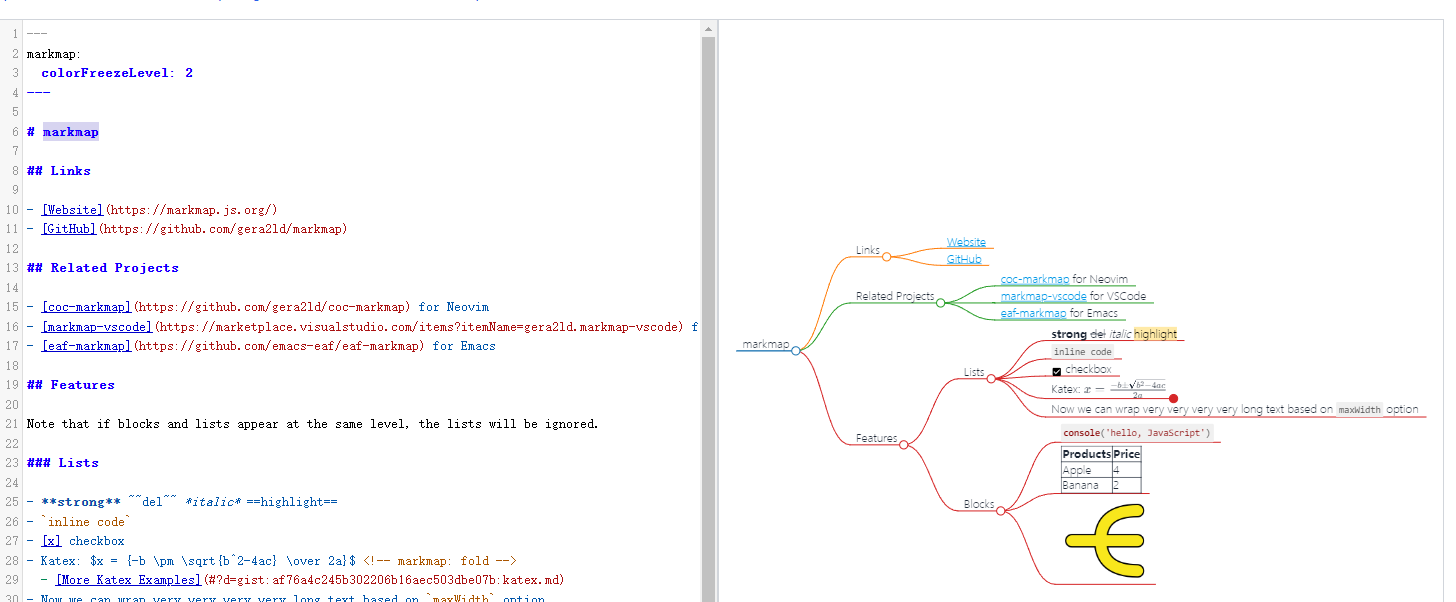 1 ---
2 markmap:
3 colorFreezeLevel: 2
4 ---
5
6 # markmap
7
8 ## Links
9
10 - [Website](https://markmap.js.org/)
11 - [GitHub](https://github.com/gera2ld/markmap)
12
13 ## Related Projects
14
15 - [coc-markmap](https://github.com/gera2ld/coc-markmap) for Neovim
16 - [markmap-vscode](https://marketplace.visualstudio.com/items?itemName=gera2ld.markmap-vscode) f
17 - [eaf-markmap](https://github.com/emacs-eaf/eaf-markmap) for Emacs
18
19 ## Features
20
21 Note that if blocks and lists appear at the same level, the lists will be ignored.
22
23 ### Lists
24
25 - **strong** ~~del~~ *italic* ==highlight==
26 - `inline code`
27 - [x] checkbox
28 - Katex: $x = {-b \pm \sqrt{b^2-4ac} \over 2a}$ <!-- markmap: fold -->
29 - [More Katex Examples](#?d=gist:af76a4c245b302206b16aec503dbe07b:katex.md)
30 - Now we can wrap very very very very long text based on `maxWidth` option
markmap
Links
Website
GitHub
Related Projects
coc-markmap for Neovim
markmap-vscode for VSCode
eaf-markmap for Emacs
Features
Lists
strong del italic highlight
inline code
checkbox
Katex: x = −b±√b²−4ac / 2a
Now we can wrap very very very very long text based on maxWidth option
Blocks
console('hello, JavaScript')
Products Price
Apple 4
Banana 2